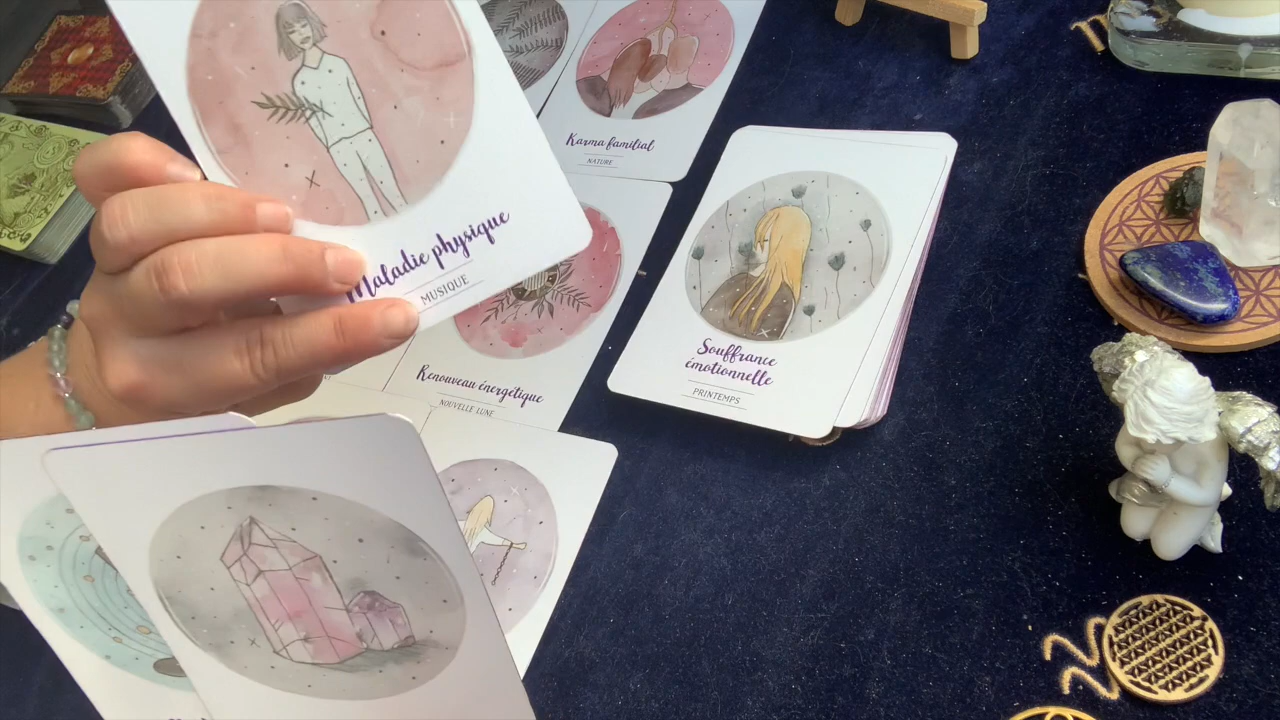 Karma familial
NATURE
Maladie physique
MUSIQUE
Souffrance
émotionnelle
PRINTEMPS
Renouveau énergétique
NOUVELLE LUNE